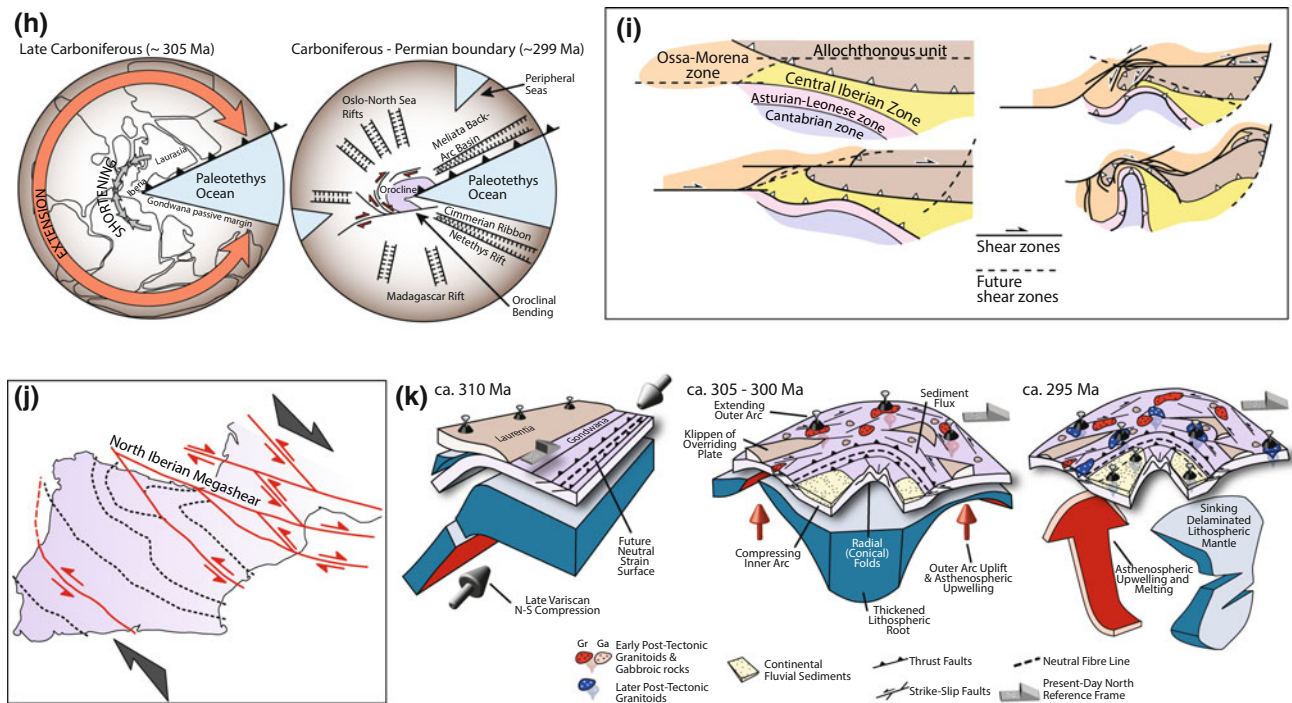 (h)
Late Carboniferous (~ 305 Ma)
EXTENSION
SHORTENING
Laurasia
Iberia
Gondwana passive margin
Paleotethys
Ocean
Carboniferous - Permian boundary (~299 Ma)
Peripheral
Seas
Oslo-North Sea
Rifts
Meliata Back-
Arc Basin
Orocline
Paleotethys
Ocean
Cimmerian Ribbon
Netethys Rift
Madagascar Rift
Oroclinal
Bending
(i)
Ossa-Morena
zone
Allochthonous unit
Central Iberian Zone
Asturian-Leonese zone
Cantabrian zone
Shear zones
Future
shear zones
(j)
North Iberian Megashear
(k)
ca. 310 Ma
Laurentia
Gondwana
Future
Neutral
Strain
Surface
Late Variscan
N-S Compression
ca. 305 - 300 Ma
Extending
Outer Arc
Sediment
Flux
Klippen of
Overriding
Plate
Compressing
Inner Arc
Radial
(Conical)
Folds
Outer Arc Uplift
& Asthenospheric
Upwelling
Thickened
Lithospheric
Root
ca. 295 Ma
Sinking
Delaminated
Lithospheric
Mantle
Asthenospheric
Upwelling and
Melting
Gr Ga
Early Post-Tectonic
Granitoids &
Gabbroic rocks
Later Post-Tectonic
Granitoids
Continental
Fluvial Sediments
Thrust Faults
Strike-Slip Faults
Neutral Fibre Line
Present-Day North
Reference Frame